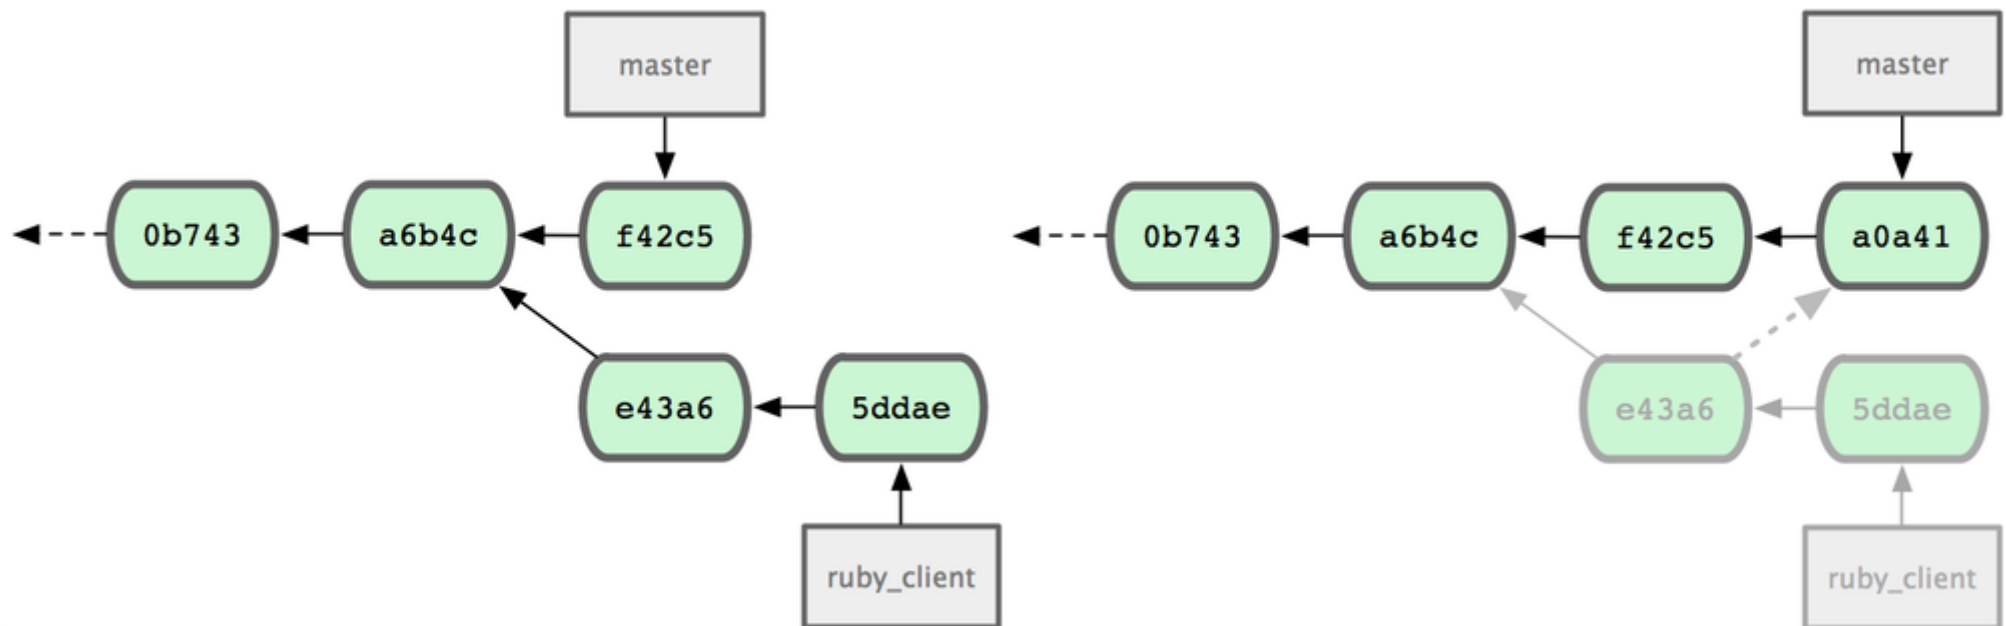 master
0b743
a6b4c
f42c5
e43a6
5ddae
ruby_client
master
0b743
a6b4c
f42c5
a0a41
e43a6
5ddae
ruby_client